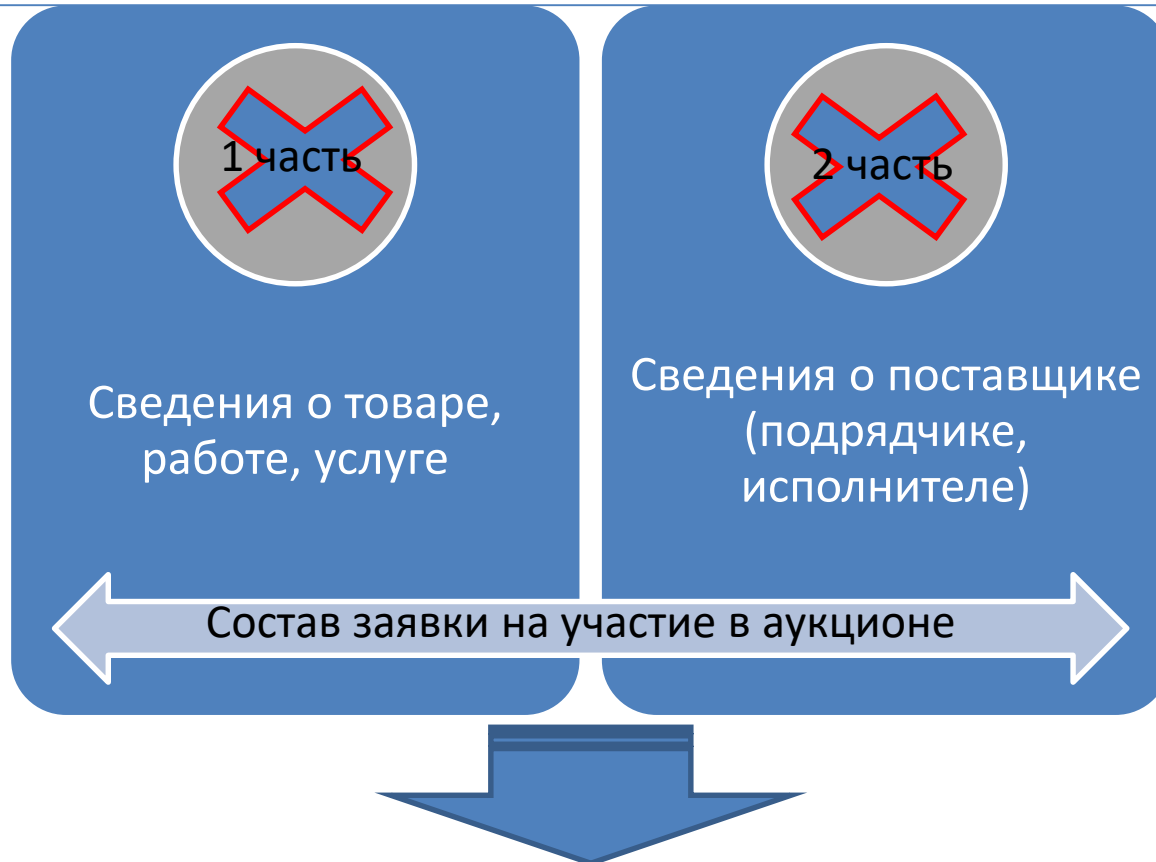 1 часть
2 часть
Сведения о товаре,
работе, услуге
Сведения о поставщике
(подрядчике,
исполнителе)
Состав заявки на участие в аукционе